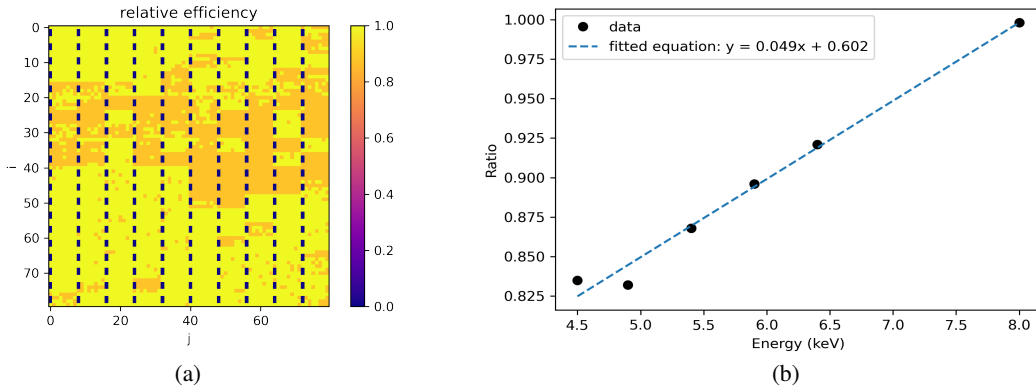 relative efficiency
0
10
20
30
40
50
60
70
i
0
20
40
60
j
1.0
0.8
0.6
0.4
0.2
0.0
(a)
data
fitted equation: y = 0.049x + 0.602
1.000
0.975
0.950
0.925
0.900
0.875
0.850
0.825
Ratio
4.5 5.0 5.5 6.0 6.5 7.0 7.5 8.0
Energy (keV)
(b)